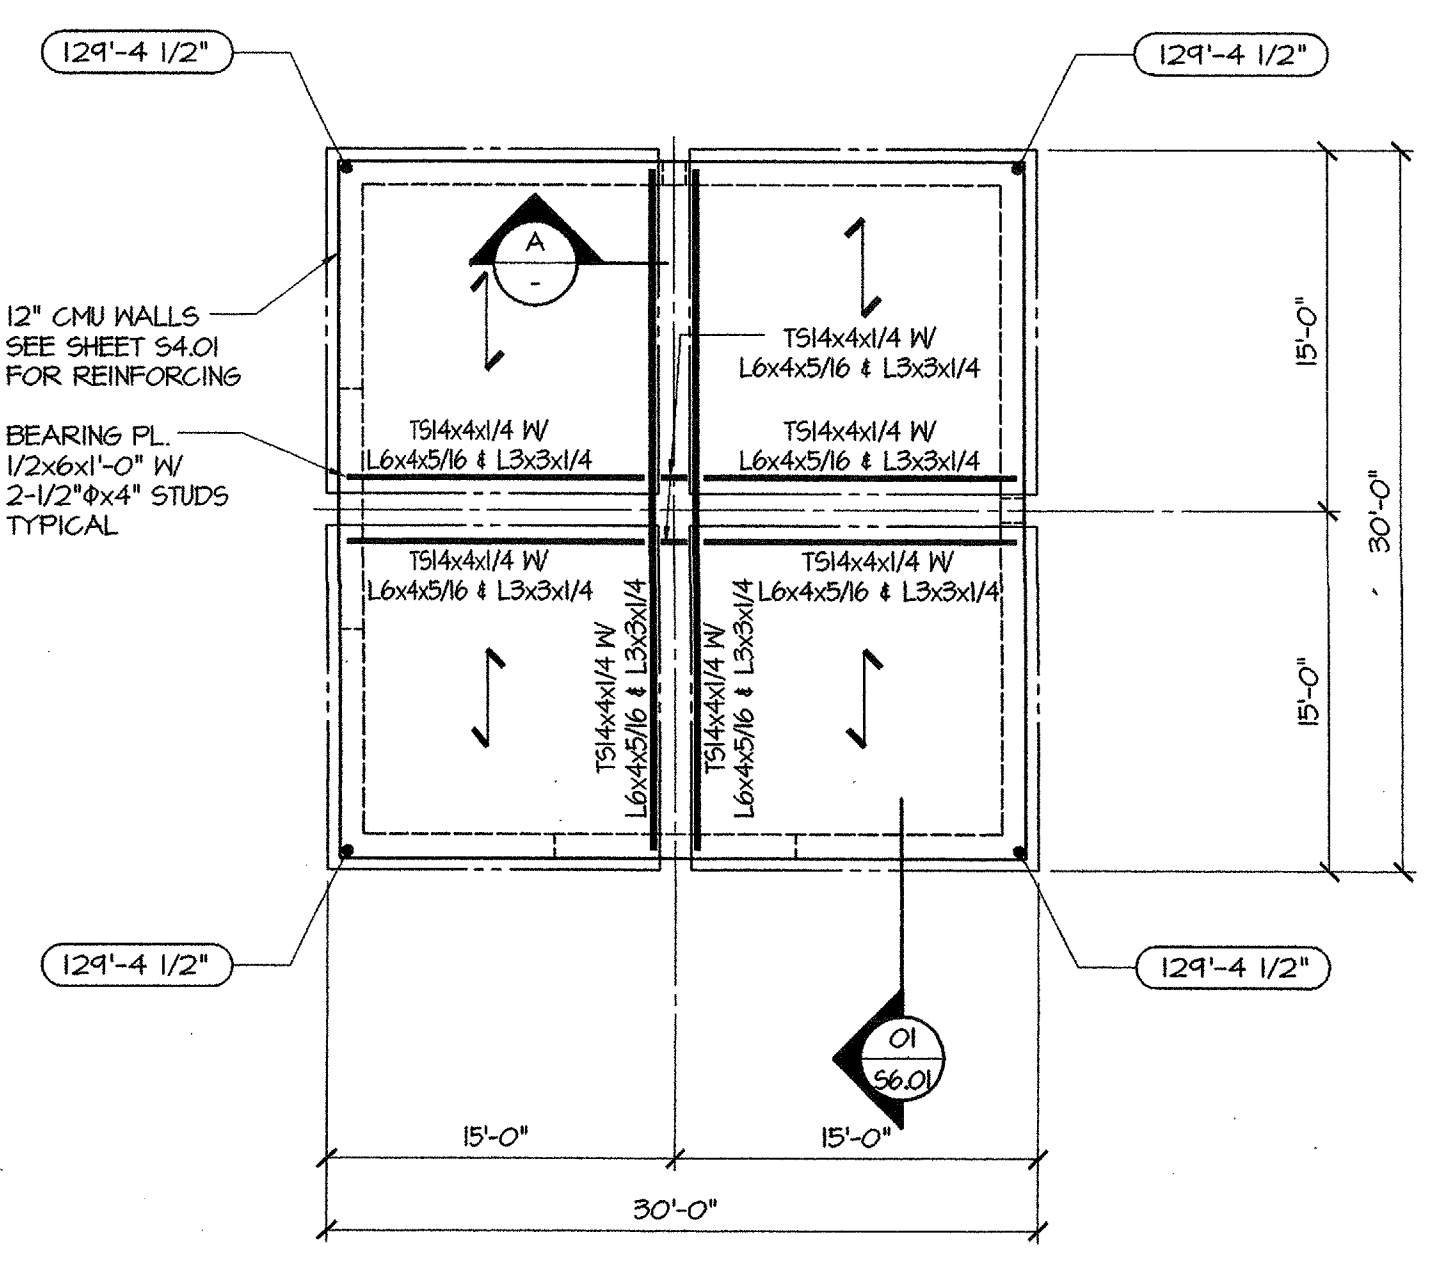 129'-4 1/2"
129'-4 1/2"
A
-
12" CMU WALLS
SEE SHEET S4.01
FOR REINFORCING
TS14x4x1/4 W/
L6x4x5/16 & L3x3x1/4
15'-0"
BEARING PL.
1/2x6x1'-0" W/
2-1/2"Φx4" STUDS
TYPICAL
TS14x4x1/4 W/
L6x4x5/16 & L3x3x1/4
TS14x4x1/4 W/
L6x4x5/16 & L3x3x1/4
30'-0"
TS14x4x1/4 W/
L6x4x5/16 & L3x3x1/4
TS14x4x1/4 W/
L6x4x5/16 & L3x3x1/4
TS14x4x1/4 W/
L6x4x5/16 & L3x3x1/4
TS14x4x1/4 W/
L6x4x5/16 & L3x3x1/4
15'-0"
129'-4 1/2"
129'-4 1/2"
01
S6.01
15'-0"
15'-0"
30'-0"